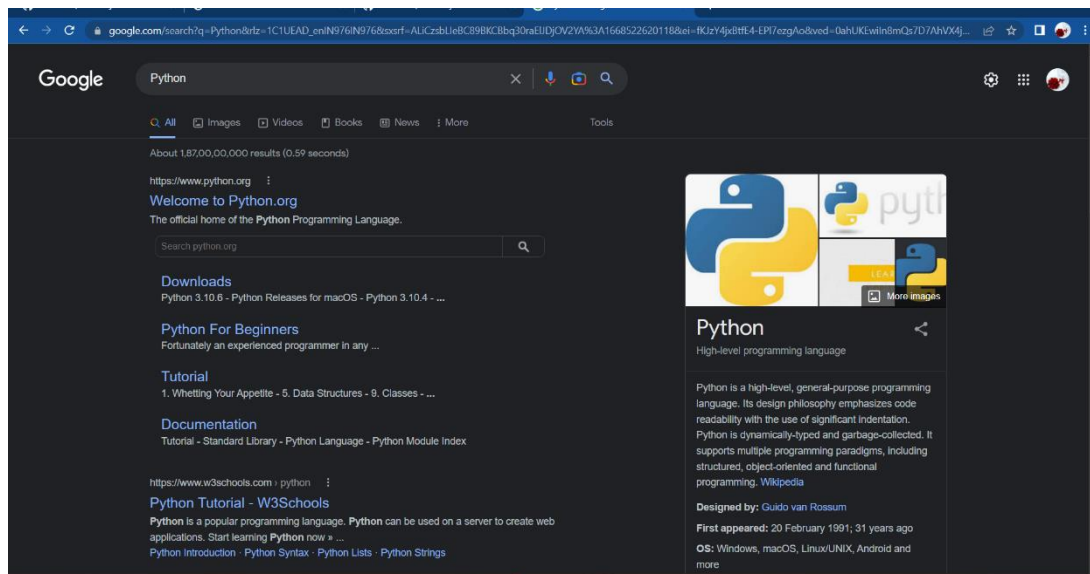 google.com/search?q=Python&rlz=1C1UEAD_enIN976IN976&sxsrf=ALiCzsbLIeBC89BKCBbq30raEUDjOV2YA%3A1668522620118&ei=fKJzY4jx8tfE4-EPl7ezgAo&ved=0ahUKEwiIn8mQs7D7AhVX4j...
Google
Python
All Images Videos Books News More Tools
About 1,87,00,00,000 results (0.59 seconds)
https://www.python.org
Welcome to Python.org
The official home of the Python Programming Language.
Search python.org
Downloads
Python 3.10.6 - Python Releases for macOS - Python 3.10.4 - ...
Python For Beginners
Fortunately an experienced programmer in any ...
Tutorial
1. Whetting Your Appetite - 5. Data Structures - 9. Classes - ...
Documentation
Tutorial - Standard Library - Python Language - Python Module Index
https://www.w3schools.com › python
Python Tutorial - W3Schools
Python is a popular programming language. Python can be used on a server to create web
applications. Start learning Python now » ...
Python Introduction · Python Syntax · Python Lists · Python Strings
pyth
LEAR
More images
Python
High-level programming language
Python is a high-level, general-purpose programming
language. Its design philosophy emphasizes code
readability with the use of significant indentation.
Python is dynamically-typed and garbage-collected. It
supports multiple programming paradigms, including
structured, object-oriented and functional
programming. Wikipedia
Designed by: Guido van Rossum
First appeared: 20 February 1991; 31 years ago
OS: Windows, macOS, Linux/UNIX, Android and
more